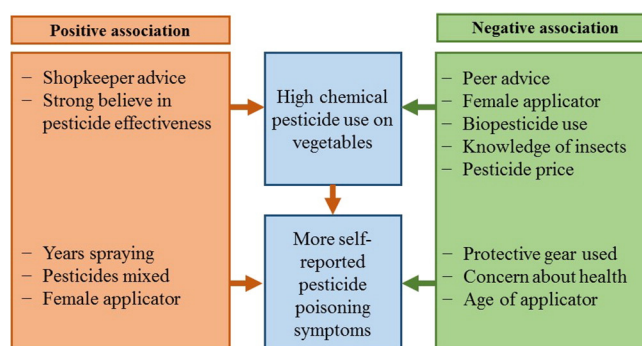 Positive association
Negative association
– Shopkeeper advice
– Strong believe in
pesticide effectiveness
High chemical
pesticide use on
vegetables
– Peer advice
– Female applicator
– Biopesticide use
– Knowledge of insects
– Pesticide price
– Years spraying
– Pesticides mixed
– Female applicator
More self-
reported
pesticide
poisoning
symptoms
– Protective gear used
– Concern about health
– Age of applicator